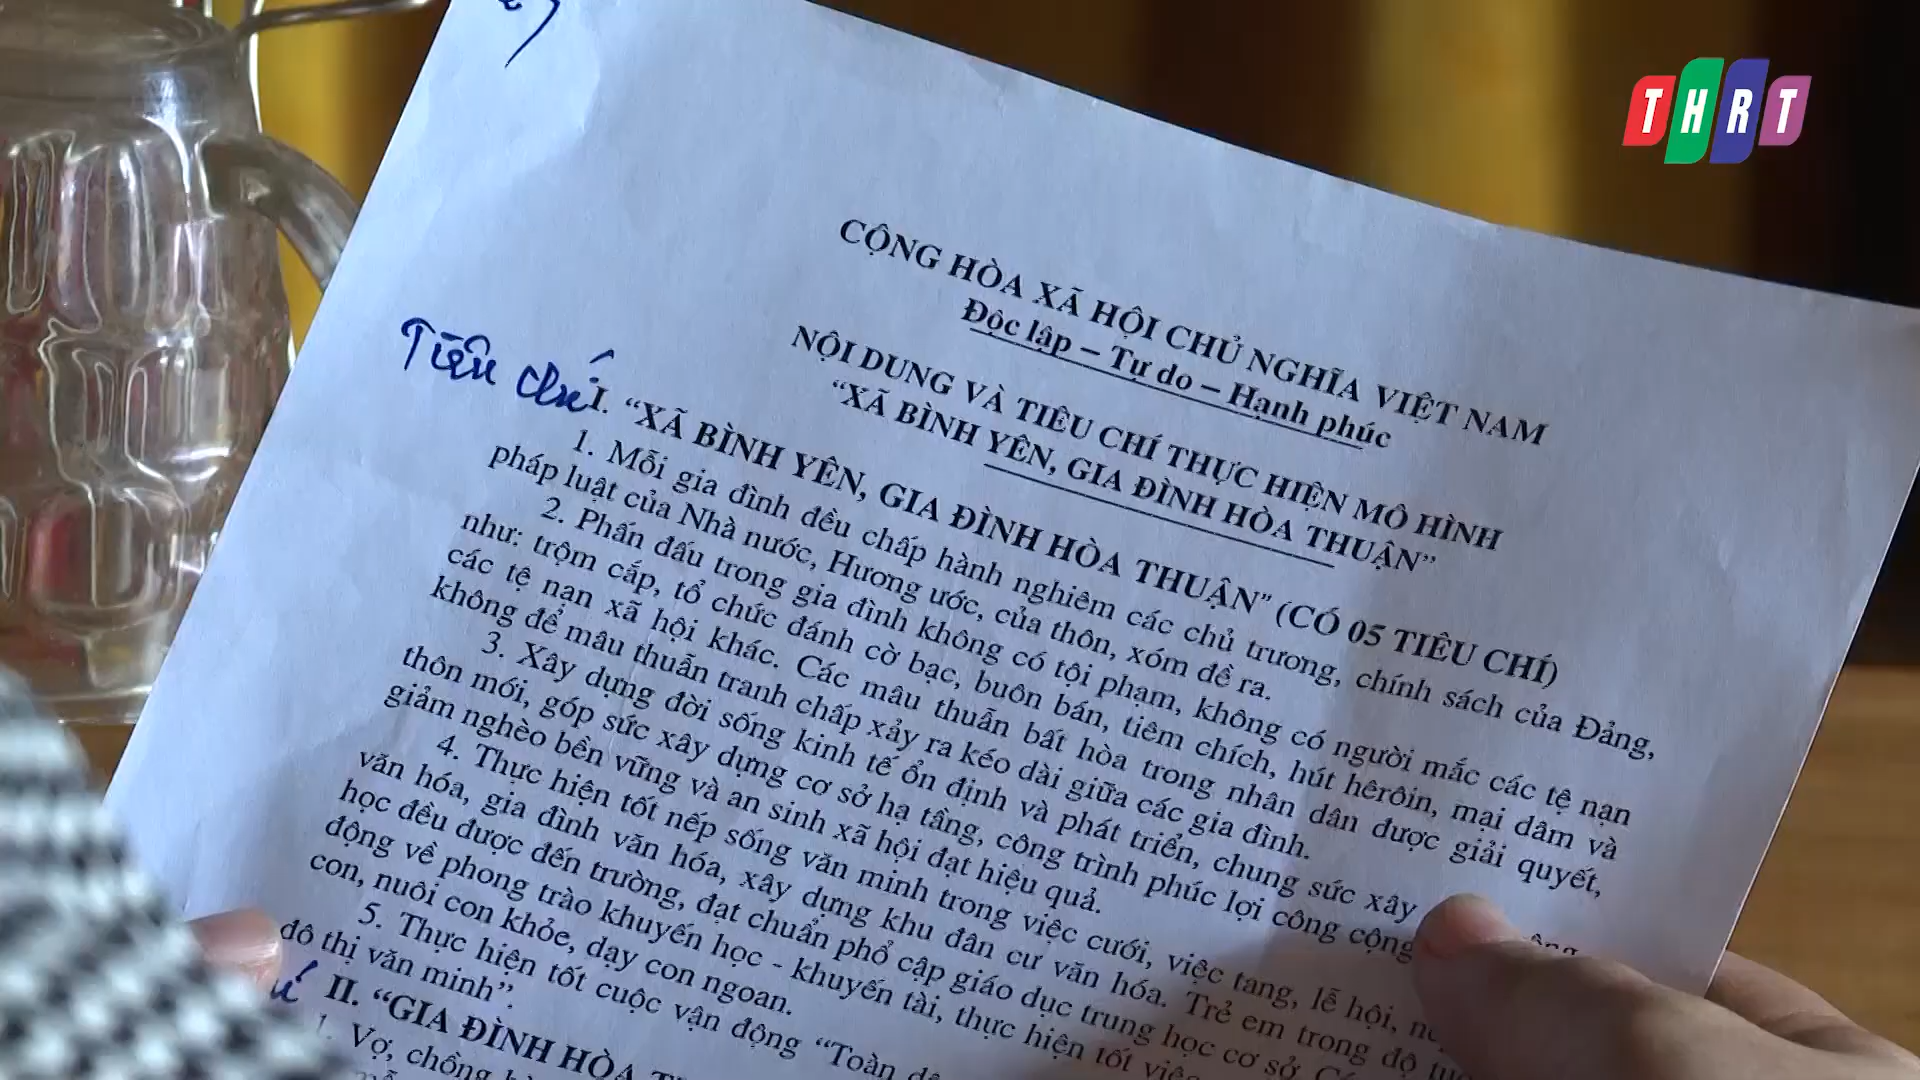 THRT
CỘNG HÒA XÃ HỘI CHỦ NGHĨA VIỆT NAM
Độc lập – Tự do – Hạnh phúc
NỘI DUNG VÀ TIÊU CHÍ THỰC HIỆN MÔ HÌNH
“XÃ BÌNH YÊN, GIA ĐÌNH HÒA THUẬN”
Tiêu chí I. “XÃ BÌNH YÊN, GIA ĐÌNH HÒA THUẬN” (CÓ 05 TIÊU CHÍ)
1. Mỗi gia đình đều chấp hành nghiêm các chủ trương, chính sách của Đảng,
pháp luật của Nhà nước, Hương ước, của thôn, xóm đề ra.
2. Phấn đấu trong gia đình không có tội phạm, không có người mắc các tệ nạn
như: trộm cắp, tổ chức đánh cờ bạc, buôn bán, tiêm chích, hút hêrôin, mại dâm và
các tệ nạn xã hội khác. Các mâu thuẫn bất hòa trong nhân dân được giải quyết,
không để mâu thuẫn tranh chấp xảy ra kéo dài giữa các gia đình.
3. Xây dựng đời sống kinh tế ổn định và phát triển, chung sức xây
thôn mới, góp sức xây dựng cơ sở hạ tầng, công trình phúc lợi công cộng
giảm nghèo bền vững và an sinh xã hội đạt hiệu quả.
4. Thực hiện tốt nếp sống văn minh trong việc cưới, việc tang, lễ hội,
văn hóa, gia đình văn hóa, xây dựng khu dân cư văn hóa. Trẻ em trong độ
học đều được đến trường, đạt chuẩn phổ cập giáo dục trung học cơ sở.
động về phong trào khuyến học - khuyến tài, thực hiện tốt
con, nuôi con khỏe, dạy con ngoan.
5. Thực hiện tốt cuộc vận động “Toàn
đô thị văn minh”.
II. “GIA ĐÌNH HÒA
1. Vợ, chồng